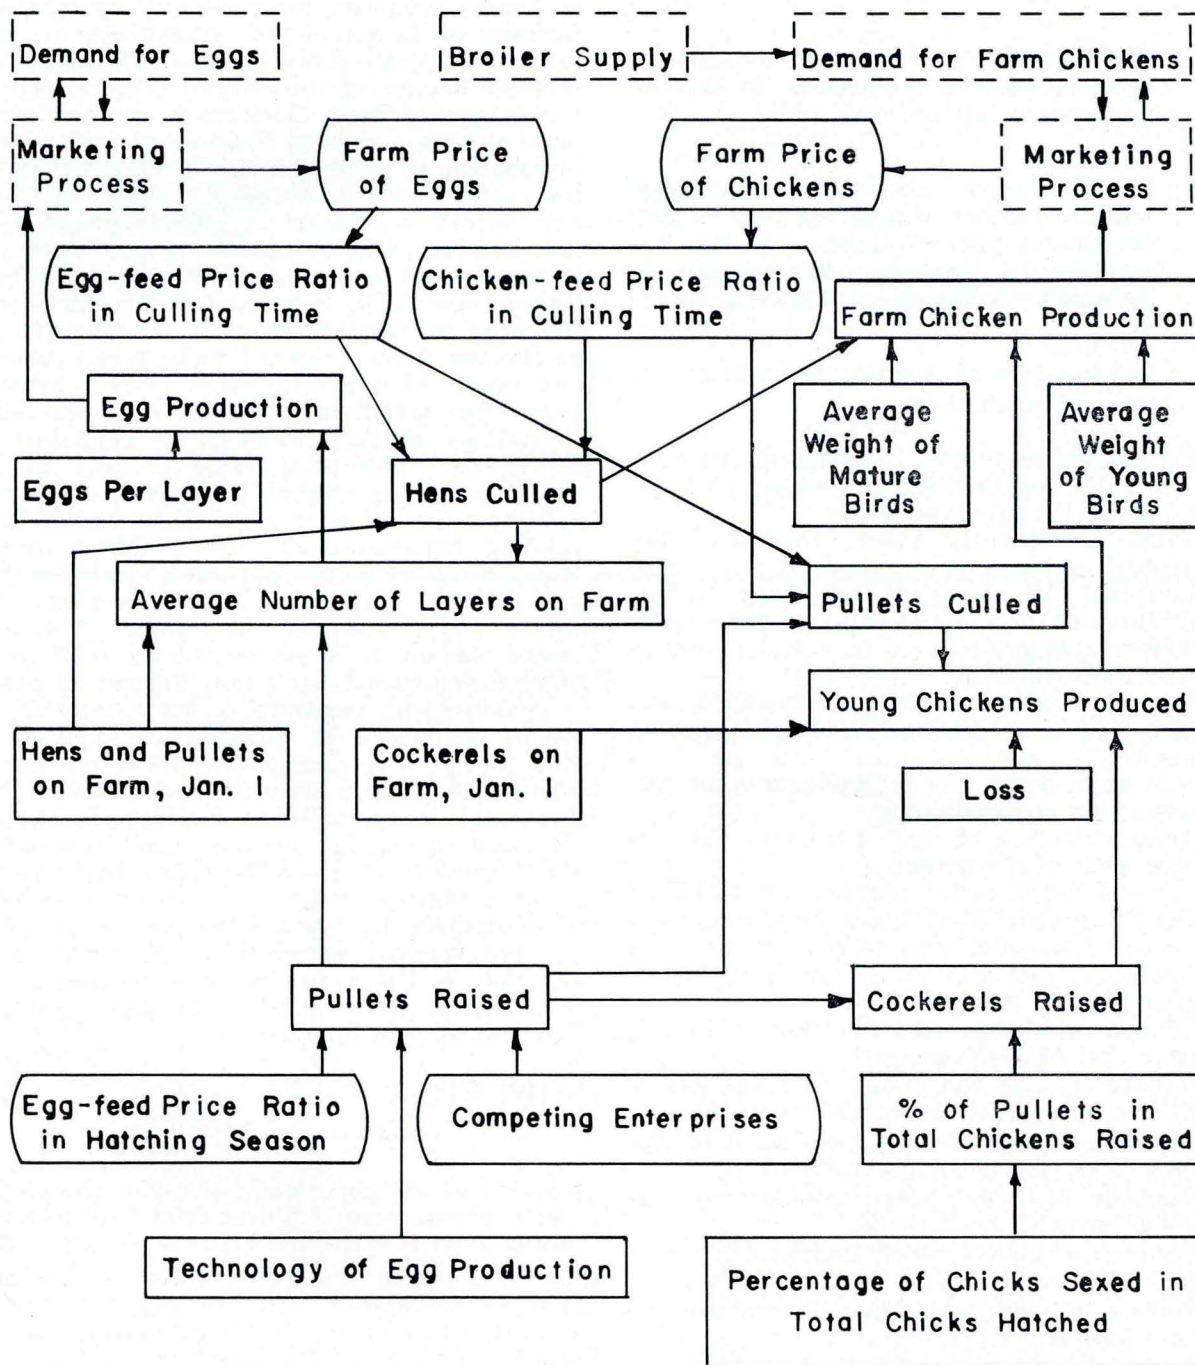 Demand for Eggs
Broiler Supply
Demand for Farm Chickens
Marketing
Process
Farm Price
of Eggs
Farm Price
of Chickens
Marketing
Process
Egg-feed Price Ratio
in Culling Time
Chicken-feed Price Ratio
in Culling Time
Farm Chicken Production
Egg Production
Average
Weight of
Mature
Birds
Average
Weight
of Young
Birds
Eggs Per Layer
Hens Culled
Average Number of Layers on Farm
Pullets Culled
Young Chickens Produced
Hens and Pullets
on Farm, Jan. 1
Cockerels on
Farm, Jan. 1
Loss
Pullets Raised
Cockerels Raised
Egg-feed Price Ratio
in Hatching Season
Competing Enterprises
% of Pullets in
Total Chickens Raised
Technology of Egg Production
Percentage of Chicks Sexed in
Total Chicks Hatched